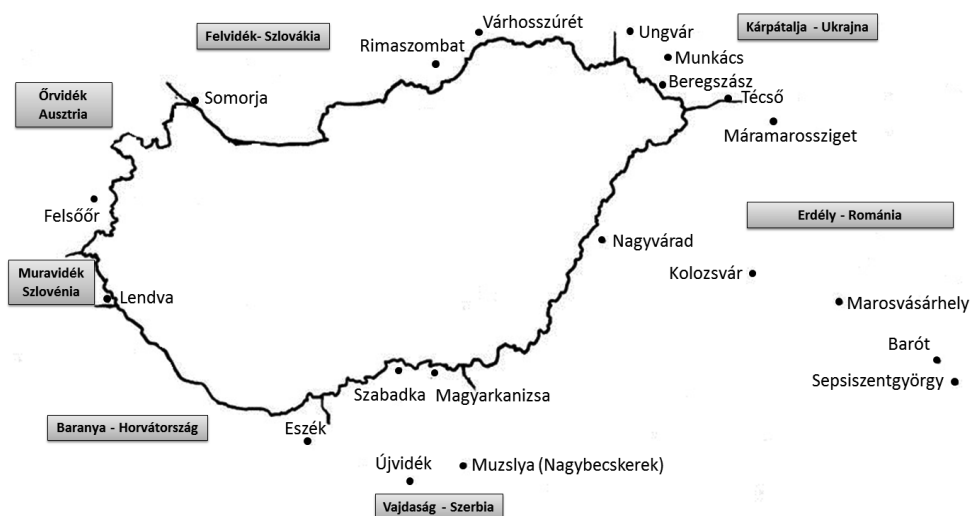 Várhosszúrét
Felvidék- Szlovákia
Ungvár
Kárpátalja - Ukrajna
Rimaszombat
Munkács
Beregszász
Őrvidék
Ausztria
Somorja
Técső
Máramarossziget
Felsőőr
Erdély - Románia
Nagyvárad
Kolozsvár
Muravidék
Szlovénia
Lendva
Marosvásárhely
Barót
Sepsiszentgyörgy
Szabadka
Magyarkanizsa
Baranya - Horvátország
Eszék
Újvidék
Muzslya (Nagybecskerek)
Vajdaság - Szerbia